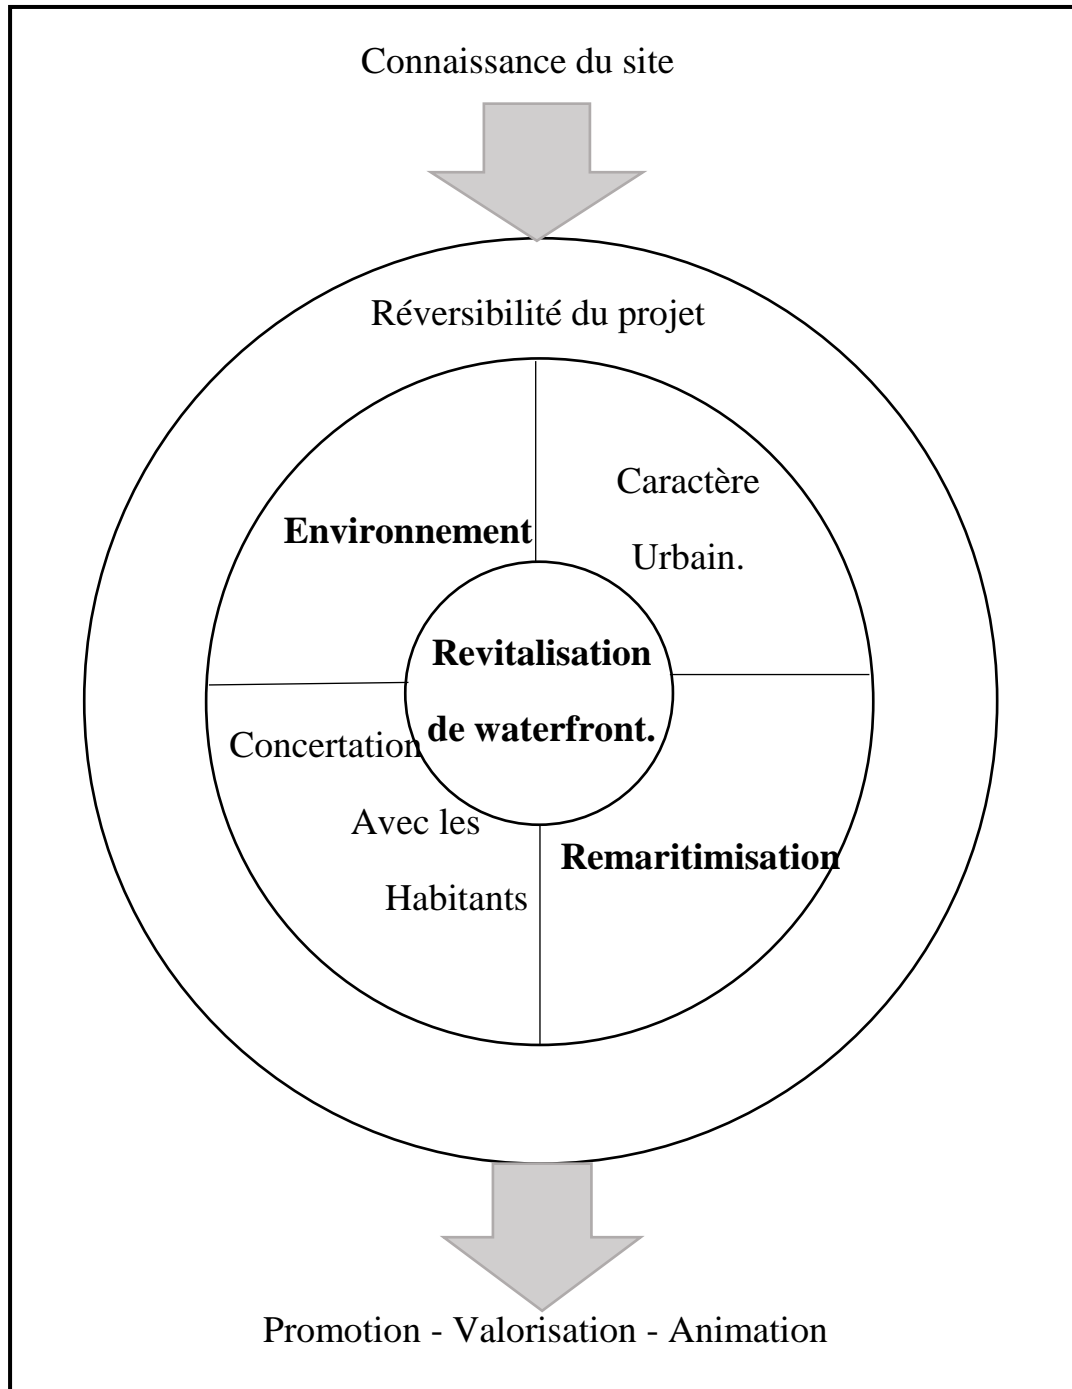 Connaissance du site
Réversibilité du projet
Environnement
Caractère
Urbain.
Revitalisation
de waterfront.
Concertation
Avec les
Habitants
Remaritimisation
Promotion - Valorisation - Animation